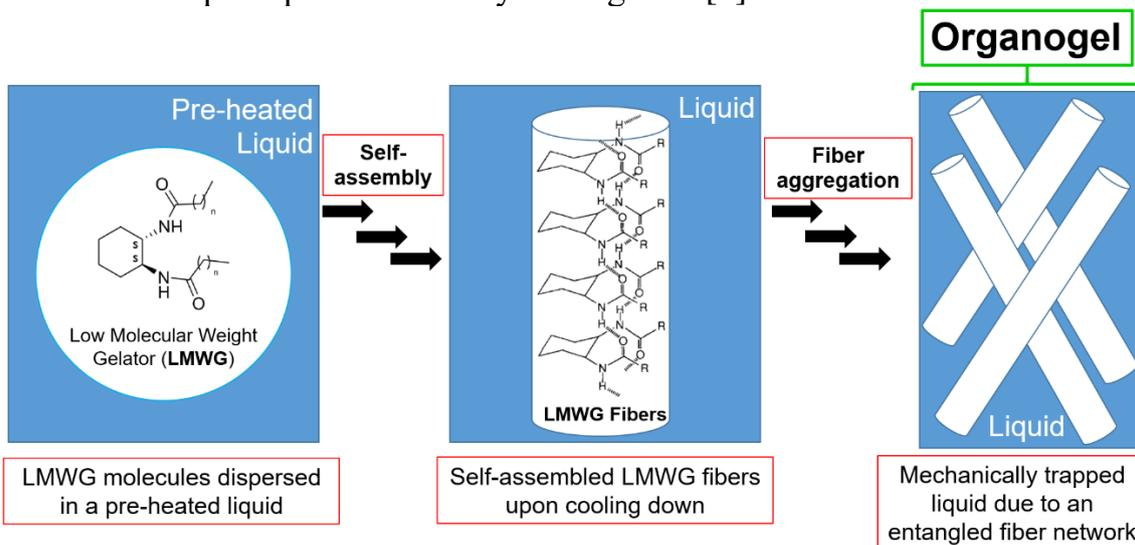 Organogel
Pre-heated
Liquid
O
NH
n
S
S
N
H
O
n
Low Molecular Weight
Gelator (LMWG)
Self-
assembly
Liquid
LMWG Fibers
Fiber
aggregation
Liquid
LMWG molecules dispersed
in a pre-heated liquid
Self-assembled LMWG fibers
upon cooling down
Mechanically trapped
liquid due to an
entangled fiber network